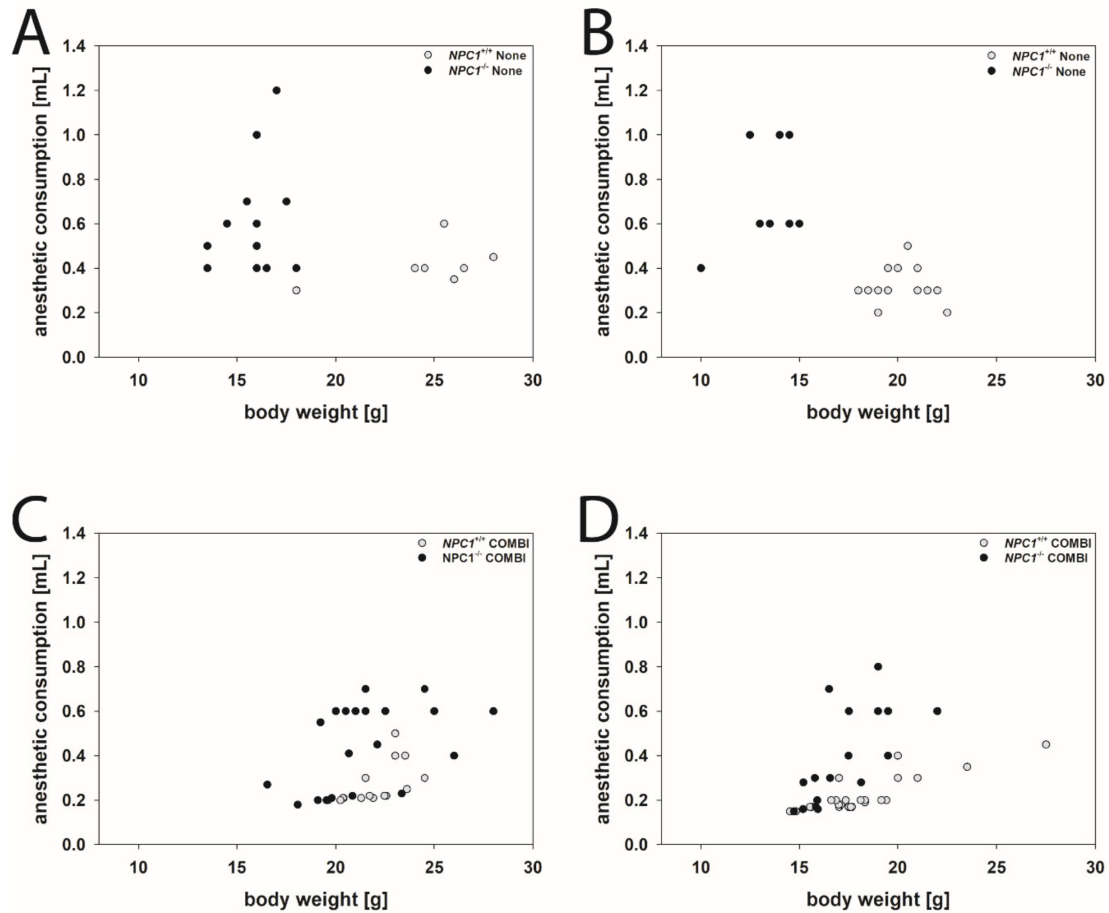 A
B
1.4
1.2
1.0
0.8
0.6
0.4
0.2
0.0
anesthetic consumption [mL]
NPC1+/+ None
NPC1-/- None
10 15 20 25 30
body weight [g]
1.4
1.2
1.0
0.8
0.6
0.4
0.2
0.0
anesthetic consumption [mL]
NPC1+/+ None
NPC1-/- None
10 15 20 25 30
body weight [g]
C
D
1.4
1.2
1.0
0.8
0.6
0.4
0.2
0.0
anesthetic consumption [mL]
NPC1+/+ COMBI
NPC1-/- COMBI
10 15 20 25 30
body weight [g]
1.4
1.2
1.0
0.8
0.6
0.4
0.2
0.0
anesthetic consumption [mL]
NPC1+/+ COMBI
NPC1-/- COMBI
10 15 20 25 30
body weight [g]